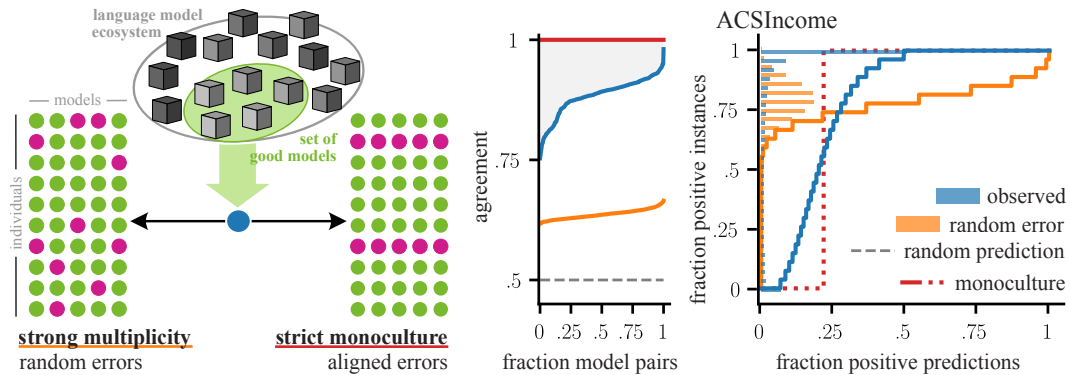 language model
ecosystem
models
individuals
set of
good models
strong multiplicity
random errors
strict monoculture
aligned errors
agreement
1
.75
.5
0
.25
.5
.75
1
fraction model pairs
ACSIncome
fraction positive instances
1
.75
.5
.25
0
observed
random error
random prediction
monoculture
0
.25
.5
.75
1
fraction positive predictions